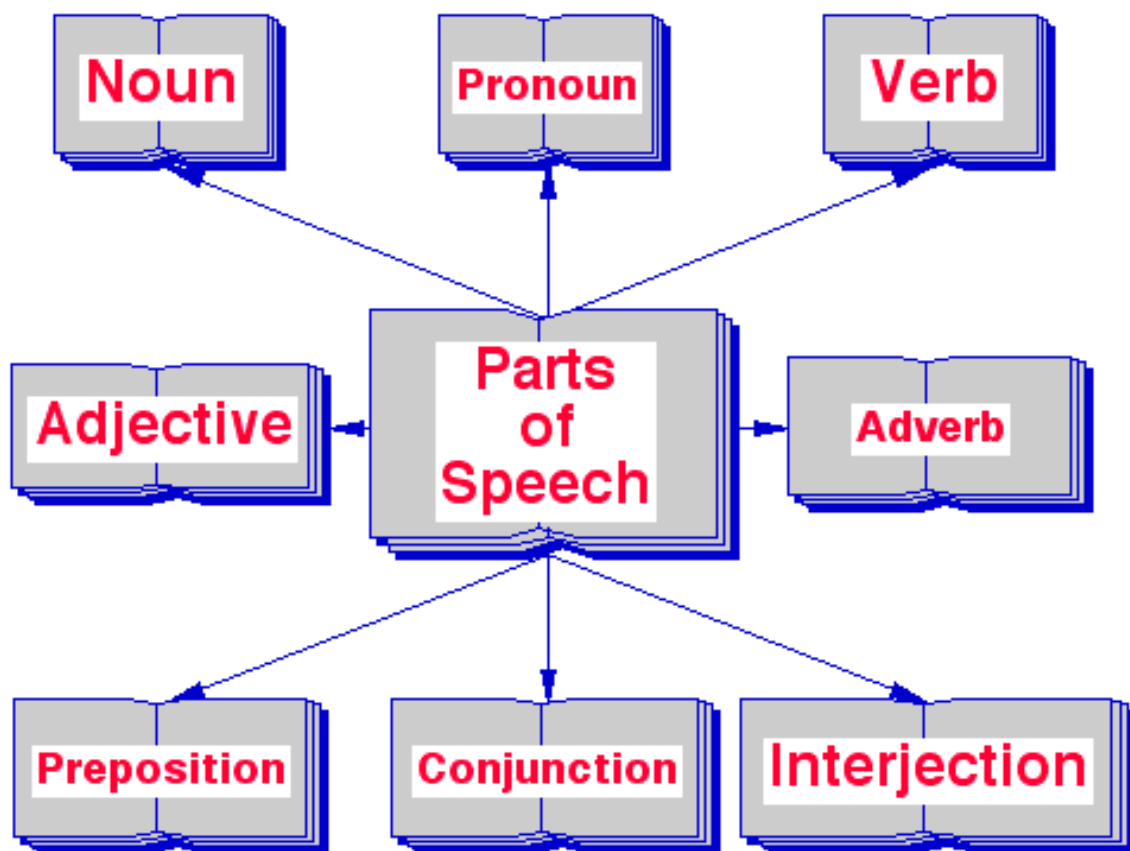 Noun
Pronoun
Verb
Parts
of
Speech
Adjective
Adverb
Preposition
Conjunction
Interjection